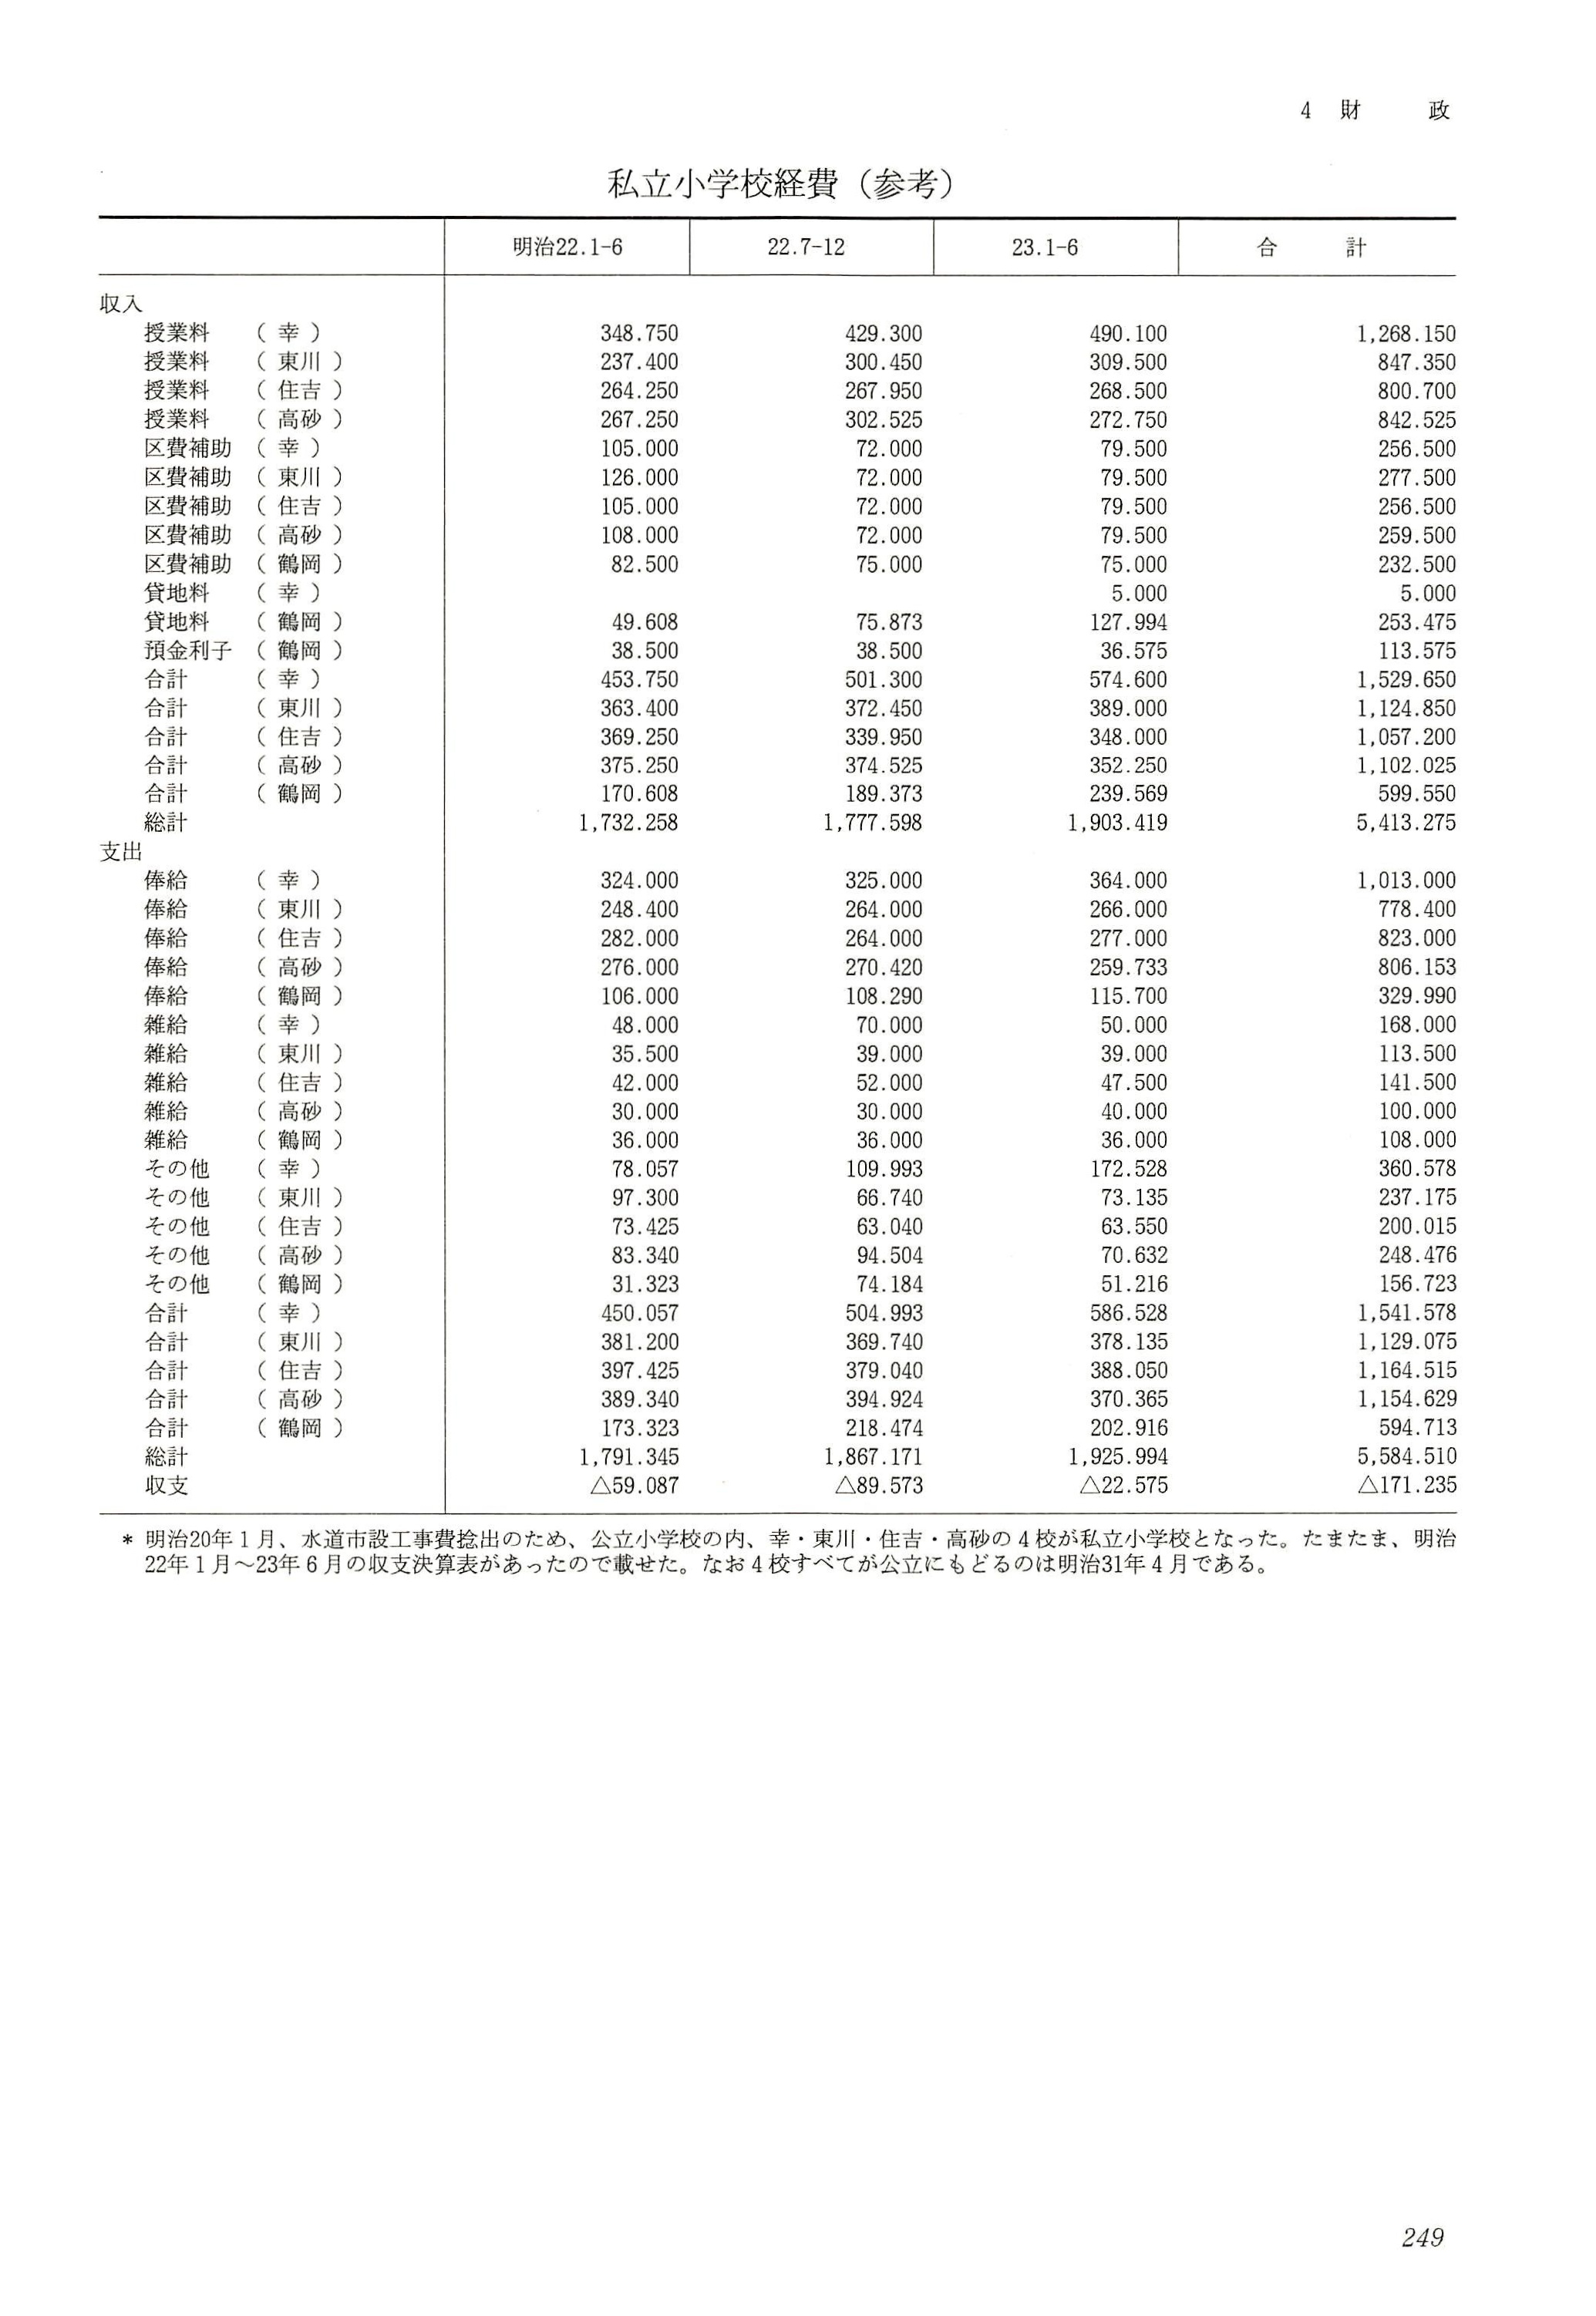 4 財 政
私立小学校経費（参考）
明治22.1-6 22.7-12 23.1-6 合 計
収入
授業料 （ 幸 ） 348.750 429.300 490.100 1,268.150
授業料 （ 東川 ） 237.400 300.450 309.500 847.350
授業料 （ 住吉 ） 264.250 267.950 268.500 800.700
授業料 （ 高砂 ） 267.250 302.525 272.750 842.525
区費補助 （ 幸 ） 105.000 72.000 79.500 256.500
区費補助 （ 東川 ） 126.000 72.000 79.500 277.500
区費補助 （ 住吉 ） 105.000 72.000 79.500 256.500
区費補助 （ 高砂 ） 108.000 72.000 79.500 259.500
区費補助 （ 鶴岡 ） 82.500 75.000 75.000 232.500
貸地料 （ 幸 ） 5.000 5.000
貸地料 （ 鶴岡 ） 49.608 75.873 127.994 253.475
預金利子 （ 鶴岡 ） 38.500 38.500 36.575 113.575
合計 （ 幸 ） 453.750 501.300 574.600 1,529.650
合計 （ 東川 ） 363.400 372.450 389.000 1,124.850
合計 （ 住吉 ） 369.250 339.950 348.000 1,057.200
合計 （ 高砂 ） 375.250 374.525 352.250 1,102.025
合計 （ 鶴岡 ） 170.608 189.373 239.569 599.550
総計 1,732.258 1,777.598 1,903.419 5,413.275
支出
俸給 （ 幸 ） 324.000 325.000 364.000 1,013.000
俸給 （ 東川 ） 248.400 264.000 266.000 778.400
俸給 （ 住吉 ） 282.000 264.000 277.000 823.000
俸給 （ 高砂 ） 276.000 270.420 259.733 806.153
俸給 （ 鶴岡 ） 106.000 108.290 115.700 329.990
雑給 （ 幸 ） 48.000 70.000 50.000 168.000
雑給 （ 東川 ） 35.500 39.000 39.000 113.500
雑給 （ 住吉 ） 42.000 52.000 47.500 141.500
雑給 （ 高砂 ） 30.000 30.000 40.000 100.000
雑給 （ 鶴岡 ） 36.000 36.000 36.000 108.000
その他 （ 幸 ） 78.057 109.993 172.528 360.578
その他 （ 東川 ） 97.300 66.740 73.135 237.175
その他 （ 住吉 ） 73.425 63.040 63.550 200.015
その他 （ 高砂 ） 83.340 94.504 70.632 248.476
その他 （ 鶴岡 ） 31.323 74.184 51.216 156.723
合計 （ 幸 ） 450.057 504.993 586.528 1,541.578
合計 （ 東川 ） 381.200 369.740 378.135 1,129.075
合計 （ 住吉 ） 397.425 379.040 388.050 1,164.515
合計 （ 高砂 ） 389.340 394.924 370.365 1,154.629
合計 （ 鶴岡 ） 173.323 218.474 202.916 594.713
総計 1,791.345 1,867.171 1,925.994 5,584.510
収支 △59.087 △89.573 △22.575 △171.235
* 明治20年1月、水道市設工事費捻出のため、公立小学校の内、幸・東川・住吉・高砂の4校が私立小学校となった。たまたま、明治
22年1月～23年6月の収支決算表があったので載せた。なお4校すべてが公立にもどるのは明治31年4月である。
249